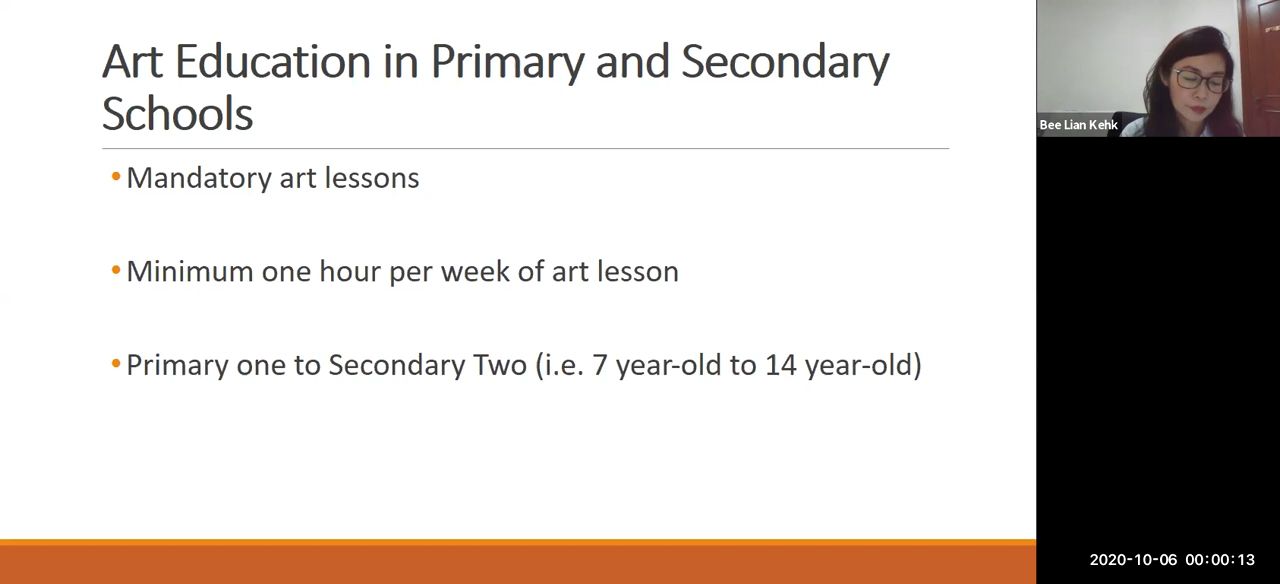 Art Education in Primary and Secondary
Schools
•Mandatory art lessons
•Minimum one hour per week of art lesson
•Primary one to Secondary Two (i.e. 7 year-old to 14 year-old)
Bee Lian Kehk
2020-10-06 00:00:13